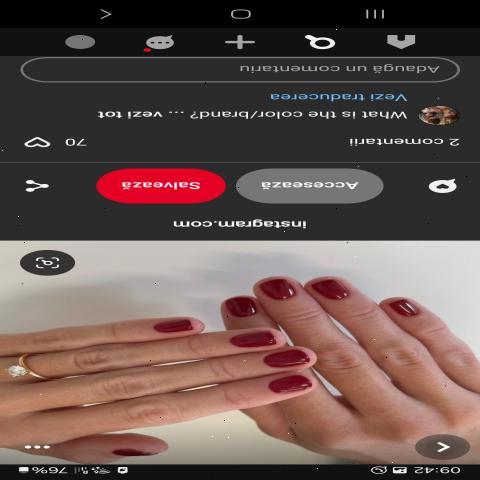 09:42 76%
instagram.com
Accesează Salvează
2 comentarii 70
What is the color/brand? ... vezi tot
Vezi traducerea
Adaugă un comentariu